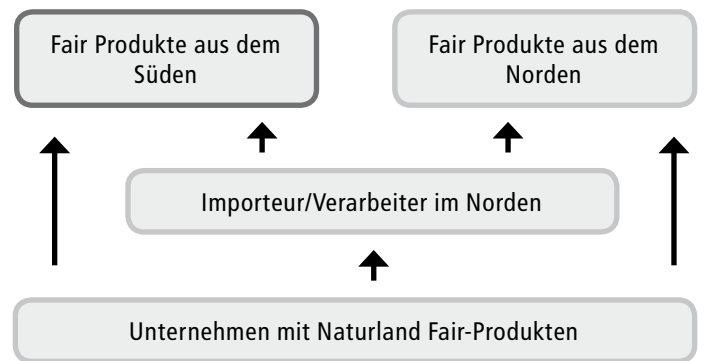 Fair Produkte aus dem
Süden
Fair Produkte aus dem
Norden
Importeur/Verarbeiter im Norden
Unternehmen mit Naturland Fair-Produkten